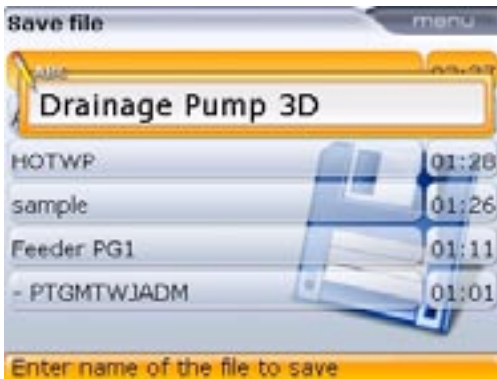 Save file
menu
ABC
Drainage Pump 3D
HOTWP 01:28
sample 01:26
Feeder PG1 01:11
- PTGMTWJADM 01:01
Enter name of the file to save